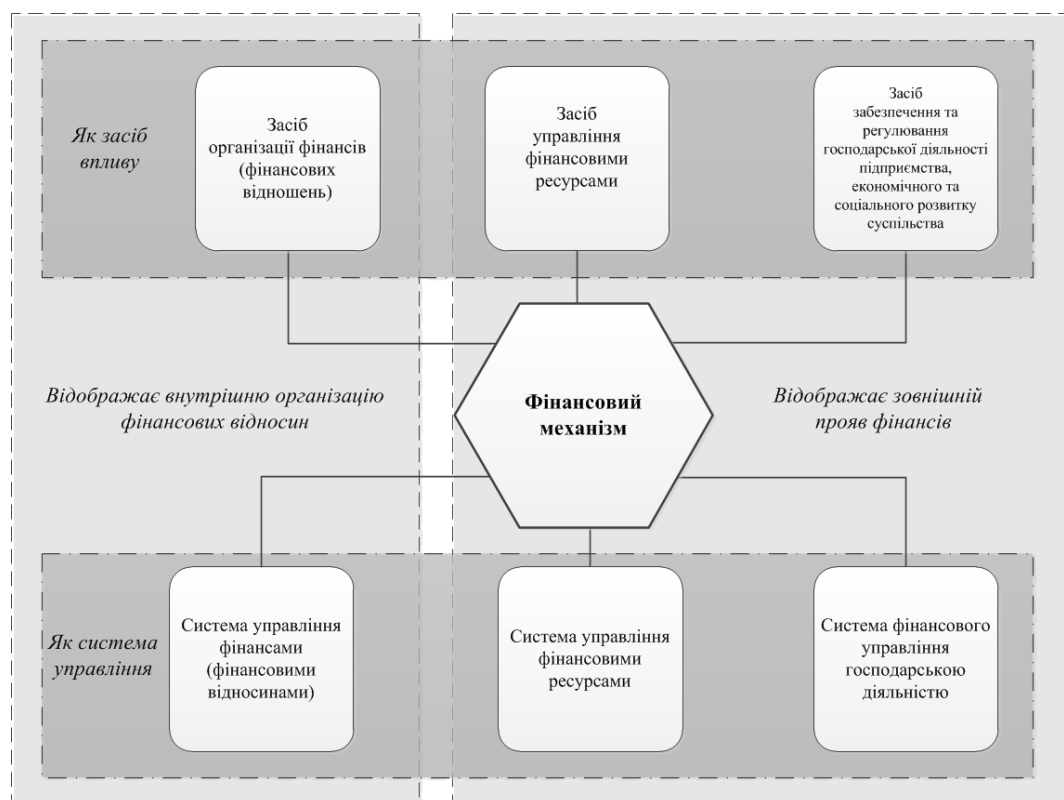 Як засіб
впливу
Засіб
організації фінансів
(фінансових
відношень)
Засіб
управління
фінансовими
ресурсами
Засіб
забезпечення та
регулювання
господарської діяльності
підприємства,
економічного та
соціального розвитку
суспільства
Відображає внутрішню організацію
фінансових відносин
Фінансовий
механізм
Відображає зовнішній
прояв фінансів
Як система
управління
Система управління
фінансами
(фінансовими
відносинами)
Система управління
фінансовими
ресурсами
Система фінансового
управління
господарською
діяльністю